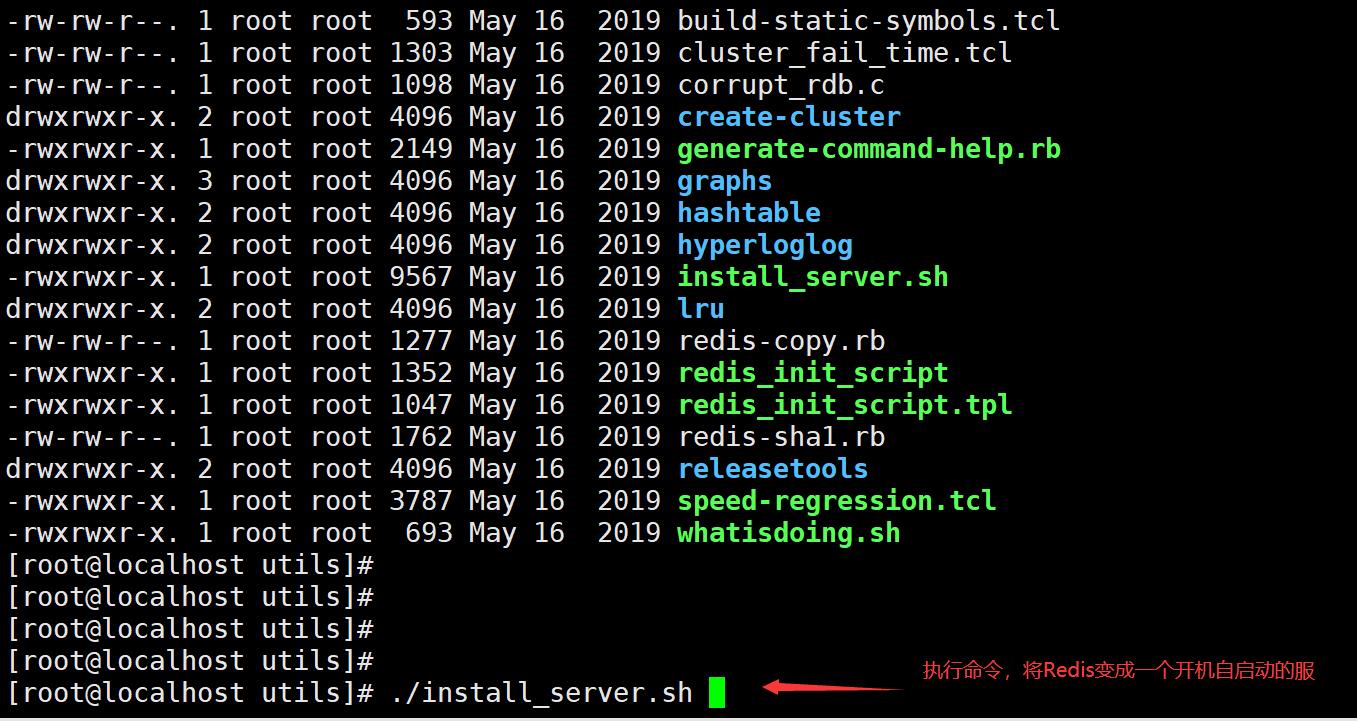 -rw-rw-r--. 1 root root  593 May 16  2019 build-static-symbols.tcl
-rw-rw-r--. 1 root root 1303 May 16  2019 cluster_fail_time.tcl
-rw-rw-r--. 1 root root 1098 May 16  2019 corrupt_rdb.c
drwxrwxr-x. 2 root root 4096 May 16  2019 create-cluster
-rwxrwxr-x. 1 root root 2149 May 16  2019 generate-command-help.rb
drwxrwxr-x. 3 root root 4096 May 16  2019 graphs
drwxrwxr-x. 2 root root 4096 May 16  2019 hashtable
drwxrwxr-x. 2 root root 4096 May 16  2019 hyperloglog
-rwxrwxr-x. 1 root root 9567 May 16  2019 install_server.sh
drwxrwxr-x. 2 root root 4096 May 16  2019 lru
-rw-rw-r--. 1 root root 1277 May 16  2019 redis-copy.rb
-rwxrwxr-x. 1 root root 1352 May 16  2019 redis_init_script
-rwxrwxr-x. 1 root root 1047 May 16  2019 redis_init_script.tpl
-rw-rw-r--. 1 root root 1762 May 16  2019 redis-sha1.rb
drwxrwxr-x. 2 root root 4096 May 16  2019 releasetools
-rwxrwxr-x. 1 root root 3787 May 16  2019 speed-regression.tcl
-rwxrwxr-x. 1 root root  693 May 16  2019 whatisdoing.sh
[root@localhost utils]#
[root@localhost utils]#
[root@localhost utils]#
[root@localhost utils]#
[root@localhost utils]# ./install_server.sh
执行命令，将Redis变成一个开机自启动的服